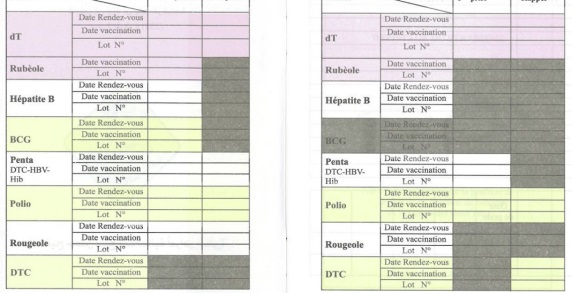 dT
Date Rendez-vous
Date vaccination
Lot N°
Rubèole
Date vaccination
Lot N°
Hépatite B
Date Rendez-vous
Date vaccination
Lot N°
BCG
Date Rendez-vous
Date vaccination
Lot N°
Penta
DTC-HBV-
Hib
Date Rendez-vous
Date vaccination
Lot N°
Polio
Date Rendez-vous
Date vaccination
Lot N°
Rougeole
Date Rendez-vous
Date vaccination
Lot N°
DTC
Date Rendez-vous
Date vaccination
Lot N°
dT
Date Rendez-vous
Date vaccination
Lot N°
Rubèole
Date vaccination
Lot N°
Hépatite B
Date Rendez-vous
Date vaccination
Lot N°
BCG
Date Rendez-vous
Date vaccination
Lot N°
Penta
DTC-HBV-
Hib
Date Rendez-vous
Date vaccination
Lot N°
Polio
Date Rendez-vous
Date vaccination
Lot N°
Rougeole
Date Rendez-vous
Date vaccination
Lot N°
DTC
Date Rendez-vous
Date vaccination
Lot N°